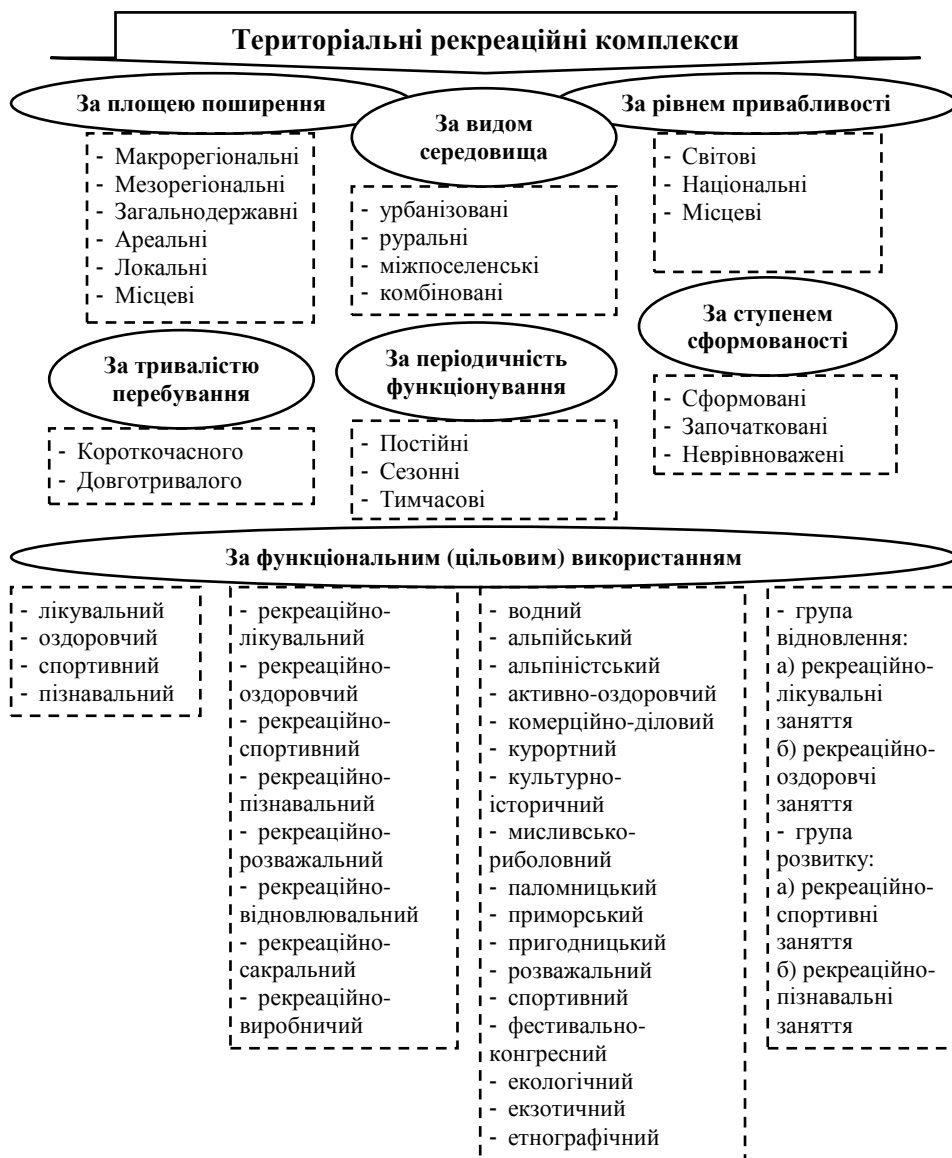 Територіальні рекреаційні комплекси
За площею поширення
- Макрорегіональні
- Мезорегіональні
- Загальнодержавні
- Ареальні
- Локальні
- Місцеві
За видом
середовища
- урбанізовані
- руральні
- міжпоселенські
- комбіновані
За рівнем привабливості
- Світові
- Національні
- Місцеві
За тривалістю
перебування
- Короткочасного
- Довготривалого
За періодичність
функціонування
- Постійні
- Сезонні
- Тимчасові
За ступенем
сформованості
- Сформовані
- Започатковані
- Неврівноважені
За функціональним (цільовим) використанням
- лікувальний
- оздоровчий
- спортивний
- пізнавальний
- рекреаційно-
лікувальний
- рекреаційно-
оздоровчий
- рекреаційно-
спортивний
- рекреаційно-
пізнавальний
- рекреаційно-
розважальний
- рекреаційно-
відновлювальний
- рекреаційно-
сакральний
- рекреаційно-
виробничий
- водний
- альпійський
- альпіністський
- активно-оздоровчий
- комерційно-діловий
- курортний
- культурно-
історичний
- мисливсько-
риболовний
- паломницький
- приморський
- пригодницький
- розважальний
- спортивний
- фестивально-
конгресний
- екологічний
- екзотичний
- етнографічний
- група
відновлення:
а) рекреаційно-
лікувальні
заняття
б) рекреаційно-
оздоровчі
заняття
- група
розвитку:
а) рекреаційно-
спортивні
заняття
б) рекреаційно-
пізнавальні
заняття